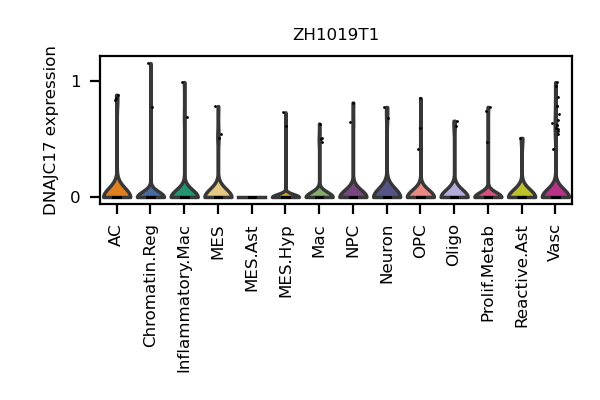 ZH1019T1
DNAJC17 expression
1
0
AC
Chromatin.Reg
Inflammatory.Mac
MES
MES.Ast
MES.Hyp
Mac
NPC
Neuron
OPC
Oligo
Prolif.Metab
Reactive.Ast
Vasc